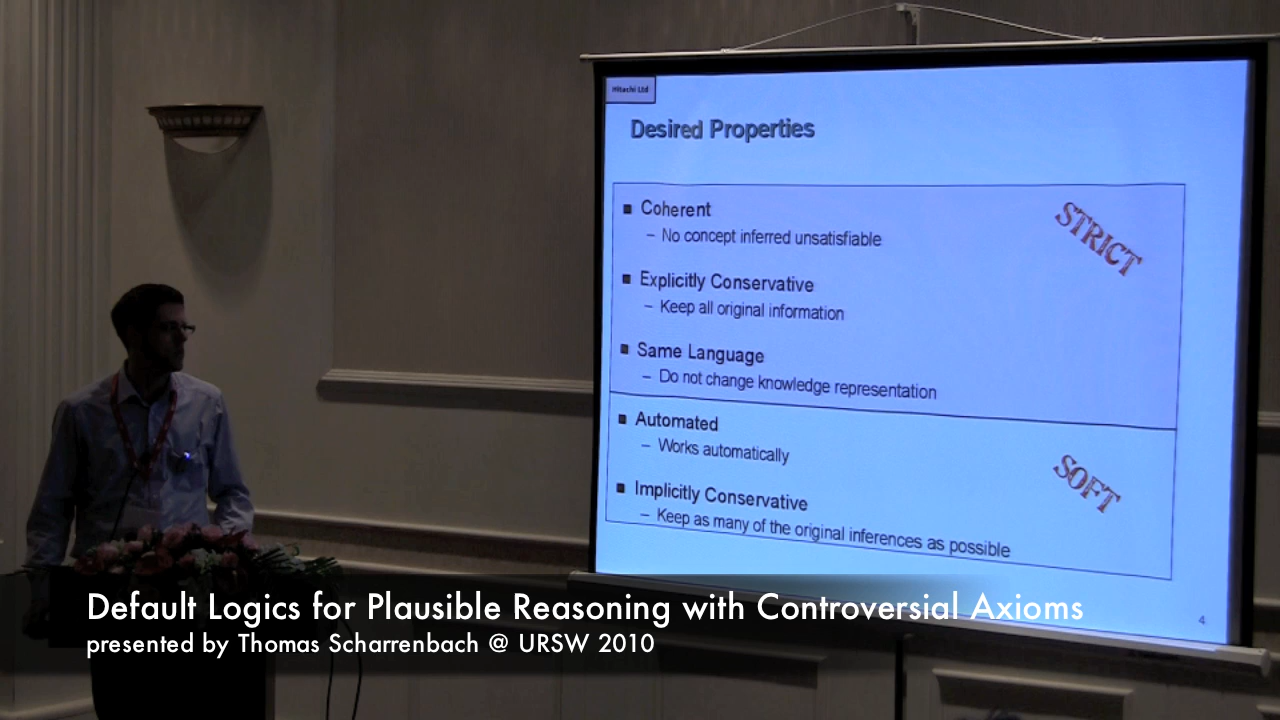 Hitachi Ltd
Desired Properties
Coherent
– No concept inferred unsatisfiable
Explicitly Conservative
– Keep all original information
Same Language
– Do not change knowledge representation
STRICT
Automated
– Works automatically
Implicitly Conservative
– Keep as many of the original inferences as possible
SOFT
4
Default Logics for Plausible Reasoning with Controversial Axioms
presented by Thomas Scharrenbach @ URSW 2010